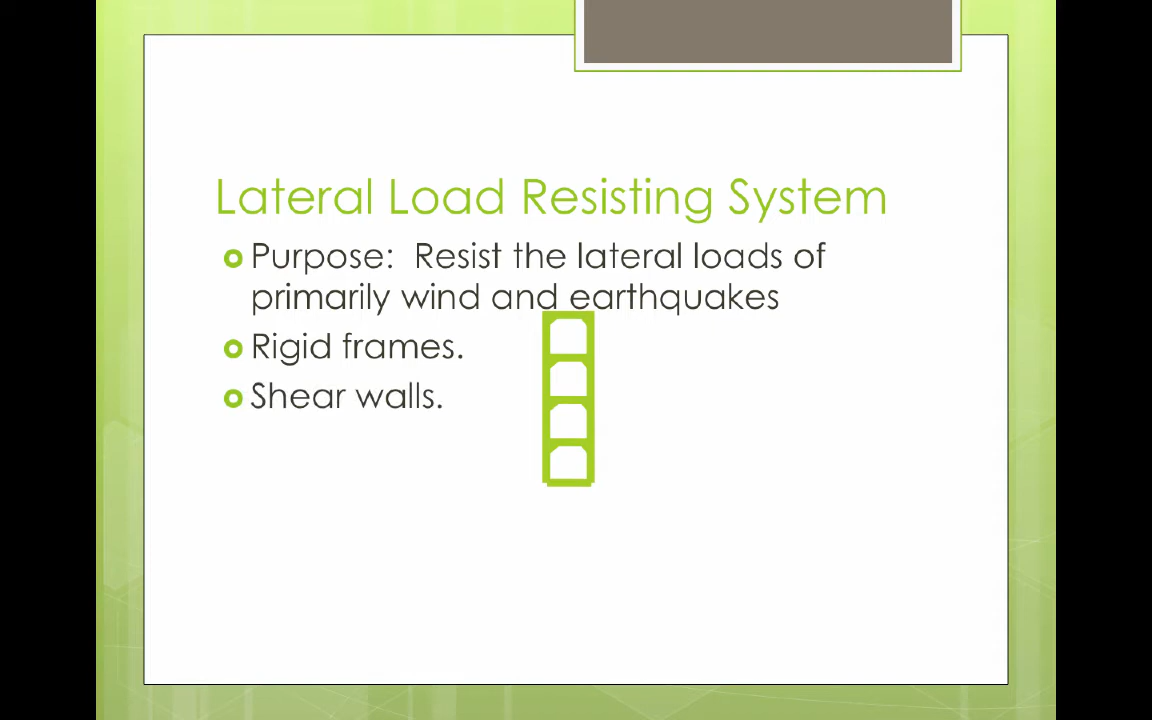 Lateral Load Resisting System
Purpose:  Resist the lateral loads of
primarily wind and earthquakes
Rigid frames.
Shear walls.